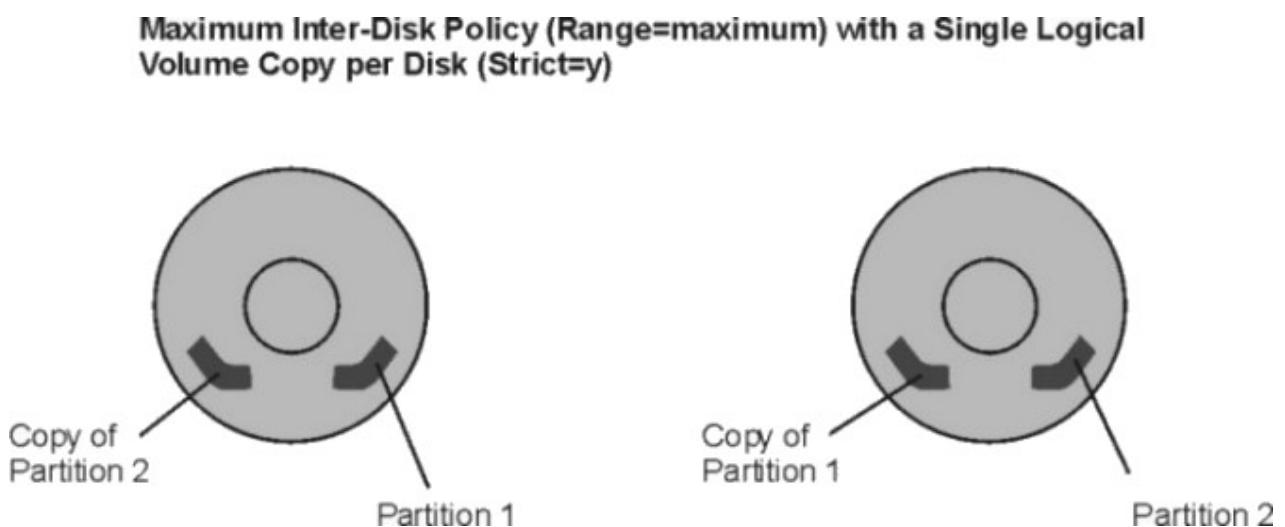 Maximum Inter-Disk Policy (Range=maximum) with a Single Logical
Volume Copy per Disk (Strict=y)
Copy of
Partition 2
Partition 1
Copy of
Partition 1
Partition 2